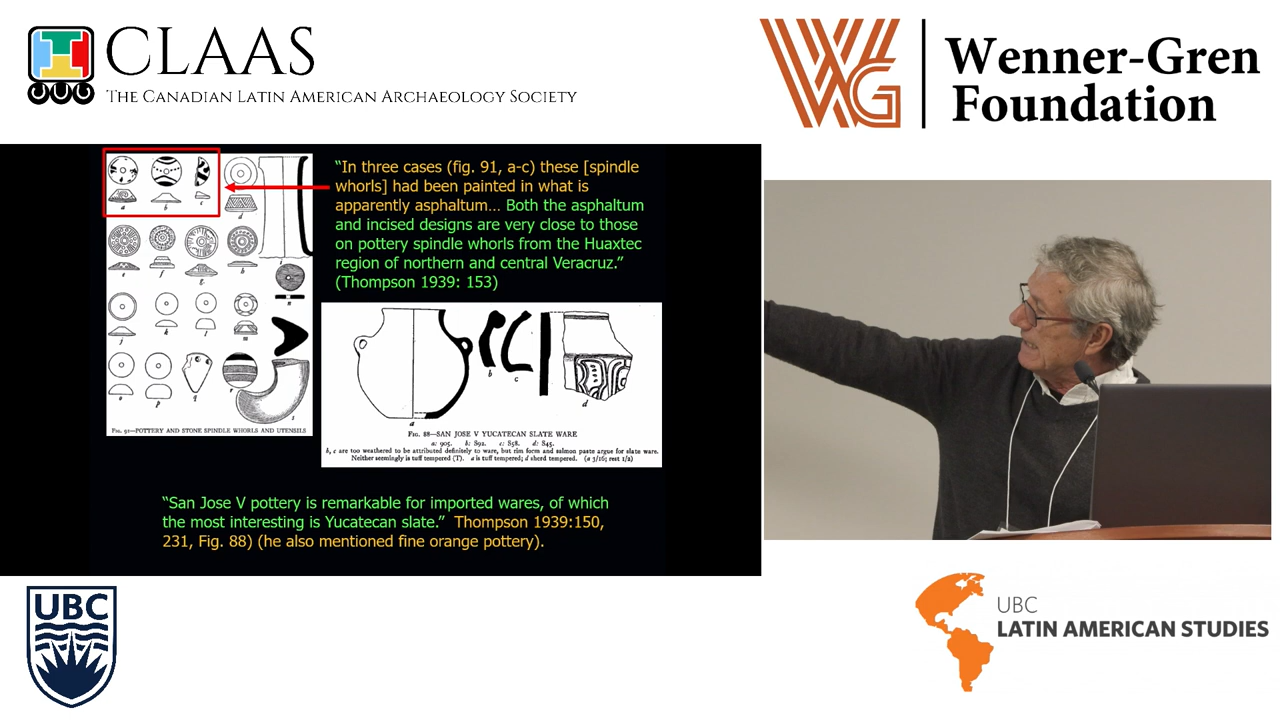 CLAAS
THE CANADIAN LATIN AMERICAN ARCHAEOLOGY SOCIETY
WG
Wenner-Gren
Foundation
"In three cases (fig. 91, a-c) these [spindle
whorls] had been painted in what is
apparently asphaltum... Both the asphaltum
and incised designs are very close to those
on pottery spindle whorls from the Huaxtec
region of northern and central Veracruz."
(Thompson 1939: 153)
a b c d
e f g h i
j k l m n
o p q r s
FIG. 91—POTTERY AND STONE SPINDLE WHORLS AND UTENSILS
a b c d
FIG. 88—SAN JOSE V YUCATECAN SLATE WARE
a: 905. b: S92. c: S58. d: S45.
b, c are too weathered to be attributed definitely to ware, but rim form and salmon paste argue for slate ware.
Neither seemingly is tuff tempered (T). a is tuff tempered; d sherd tempered. (a 3/16; rest 1/2)
"San Jose V pottery is remarkable for imported wares, of which
the most interesting is Yucatecan slate." Thompson 1939:150,
231, Fig. 88) (he also mentioned fine orange pottery).
UBC
UBC
LATIN AMERICAN STUDIES